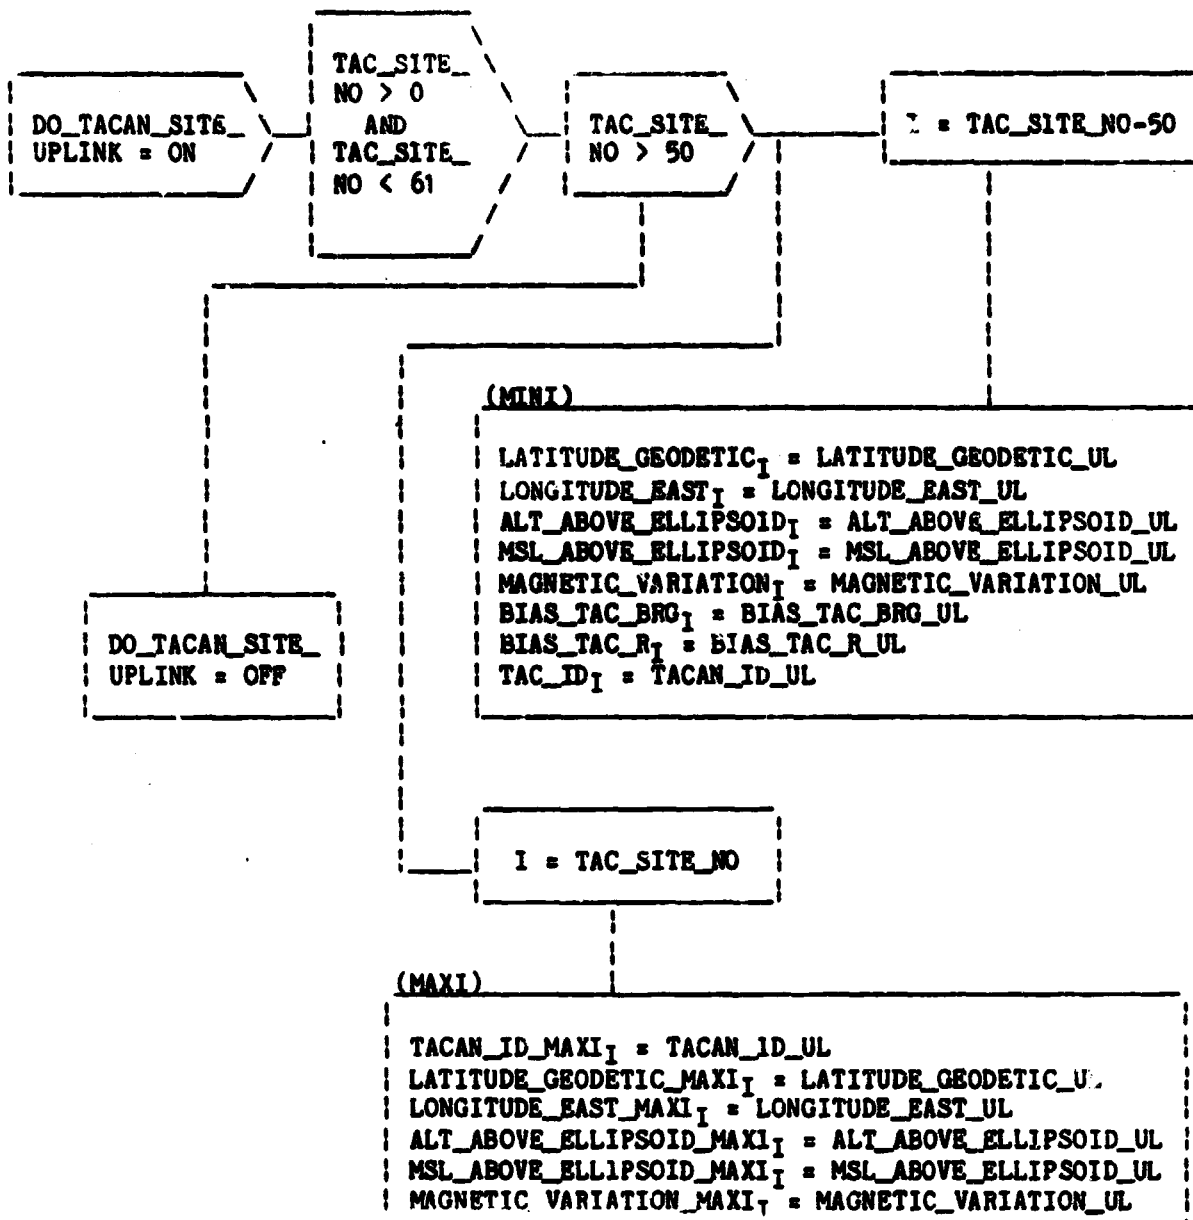 DO_TACAN_SITE_
UPLINK = ON
TAC_SITE_
NO > 0
AND
TAC_SITE_
NO < 61
TAC_SITE_
NO > 50
I = TAC_SITE_NO-50
(MINI)
LATITUDE_GEODETIC_I = LATITUDE_GEODETIC_UL
LONGITUDE_EAST_I = LONGITUDE_EAST_UL
ALT_ABOVE_ELLIPSOID_I = ALT_ABOVE_ELLIPSOID_UL
MSL_ABOVE_ELLIPSOID_I = MSL_ABOVE_ELLIPSOID_UL
MAGNETIC_VARIATION_I = MAGNETIC_VARIATION_UL
BIAS_TAC_BRG_I = BIAS_TAC_BRG_UL
BIAS_TAC_R_I = BIAS_TAC_R_UL
TAC_ID_I = TACAN_ID_UL
DO_TACAN_SITE_
UPLINK = OFF
I = TAC_SITE_NO
(MAXI)
TACAN_ID_MAXI_I = TACAN_ID_UL
LATITUDE_GEODETIC_MAXI_I = LATITUDE_GEODETIC_UL
LONGITUDE_EAST_MAXI_I = LONGITUDE_EAST_UL
ALT_ABOVE_ELLIPSOID_MAXI_I = ALT_ABOVE_ELLIPSOID_UL
MSL_ABOVE_ELLIPSOID_MAXI_I = MSL_ABOVE_ELLIPSOID_UL
MAGNETIC_VARIATION_MAXI_I = MAGNETIC_VARIATION_UL